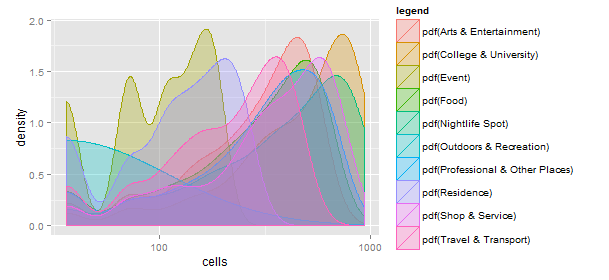 legend
pdf(Arts & Entertainment)
pdf(College & University)
pdf(Event)
pdf(Food)
pdf(Nightlife Spot)
pdf(Outdoors & Recreation)
pdf(Professional & Other Places)
pdf(Residence)
pdf(Shop & Service)
pdf(Travel & Transport)
density
2.0
1.5
1.0
0.5
0.0
100
1000
cells